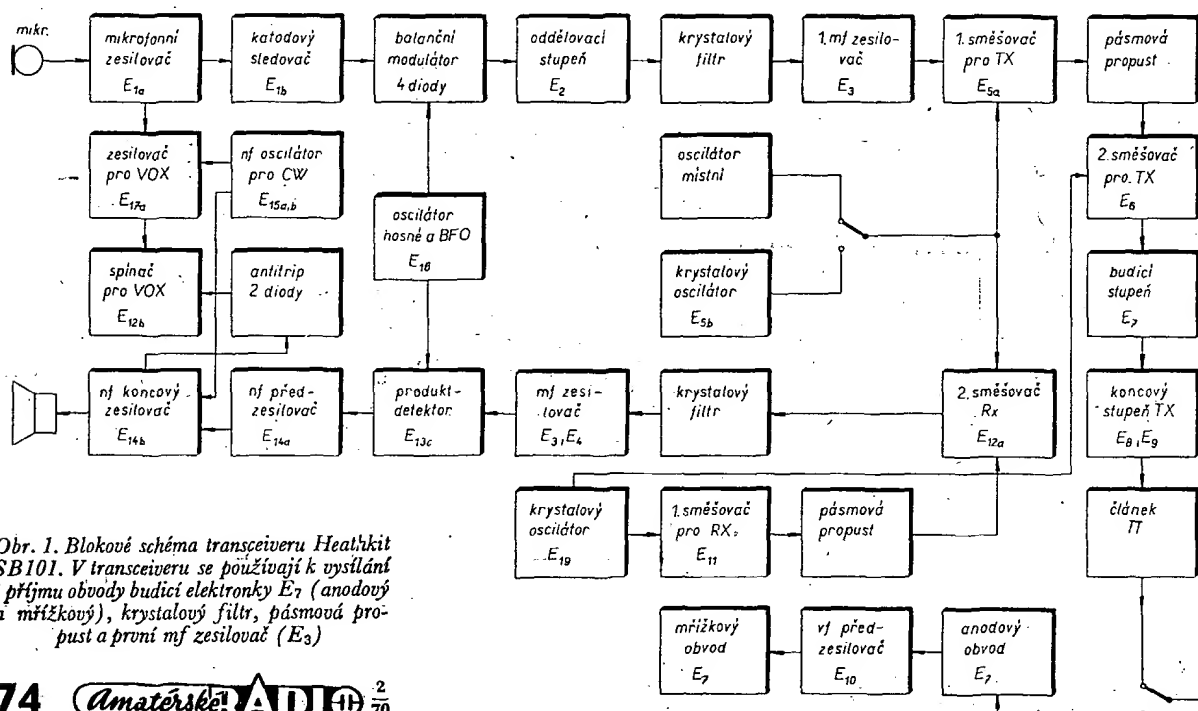 mikr.
mikrofonní
zesilovač
E1a
katodový
sledovač
E1b
balanční
modulátor
4 diody
oddělovací
stupeň
E2
krystalový
filtr
1. mf zesilo-
vač
E3
1. směšovač
pro TX
E5a
pásmová
propust
zesilovač
pro VOX
E17a
nf oscilátor
pro CW
E15a,b
oscilátor
nosné a BFO
E16
oscilátor
místní
2. směšovač
pro TX
E6
spínač
pro VOX
E12b
antitrip
2 diody
krystalový
oscilátor
E5b
budicí
stupeň
E7
nf koncový
zesilovač
E14b
nf před-
zesilovač
E14a
produkt-
detektor
E13c
mf zesi-
lovač
E3, E4
krystalový
filtr
2. směšovač
Rx
E12a
koncový
stupeň TX
E8, E9
krystalový
oscilátor
E19
1. směšovač
pro RX
E11
pásmová
propust
článek
Π
mřížkový
obvod
E7
vf před-
zesilovač
E10
anodový
obvod
E7
Obr. 1. Blokové schéma transceiveru Heathkit
SB101. V transceiveru se používají k vysílání
i příjmu obvody budicí elektronky E7 (anodový
i mřížkový), krystalový filtr, pásmová pro-
pust a první mf zesilovač (E3)
74 Amatérské RADIO 2/70